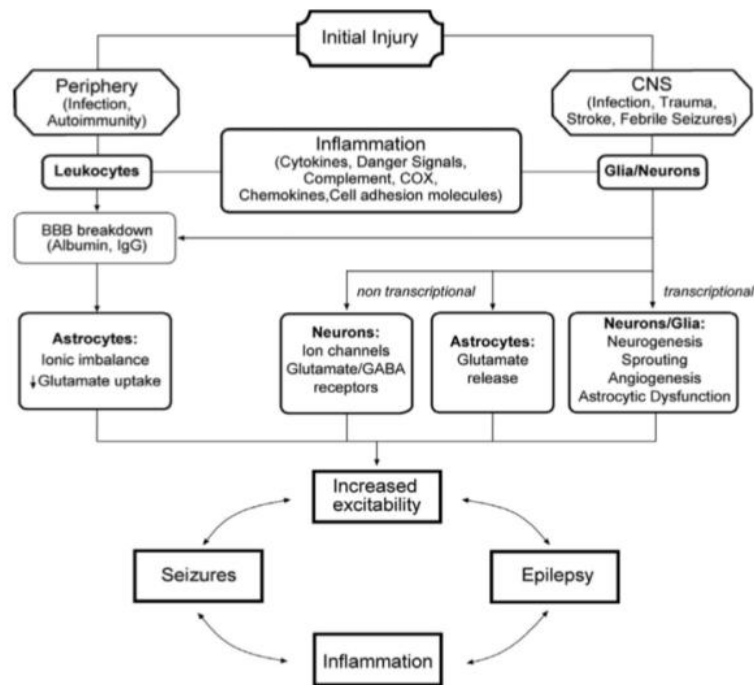 Initial Injury
Periphery
(Infection,
Autoimmunity)
CNS
(Infection, Trauma,
Stroke, Febrile Seizures)
Inflammation
(Cytokines, Danger Signals,
Complement, COX,
Chemokines,Cell adhesion molecules)
Leukocytes
Glia/Neurons
BBB breakdown
(Albumin, IgG)
non transcriptional
transcriptional
Astrocytes:
Ionic imbalance
↓Glutamate uptake
Neurons:
Ion channels
Glutamate/GABA
receptors
Astrocytes:
Glutamate
release
Neurons/Glia:
Neurogenesis
Sprouting
Angiogenesis
Astrocytic Dysfunction
Increased
excitability
Seizures
Epilepsy
Inflammation